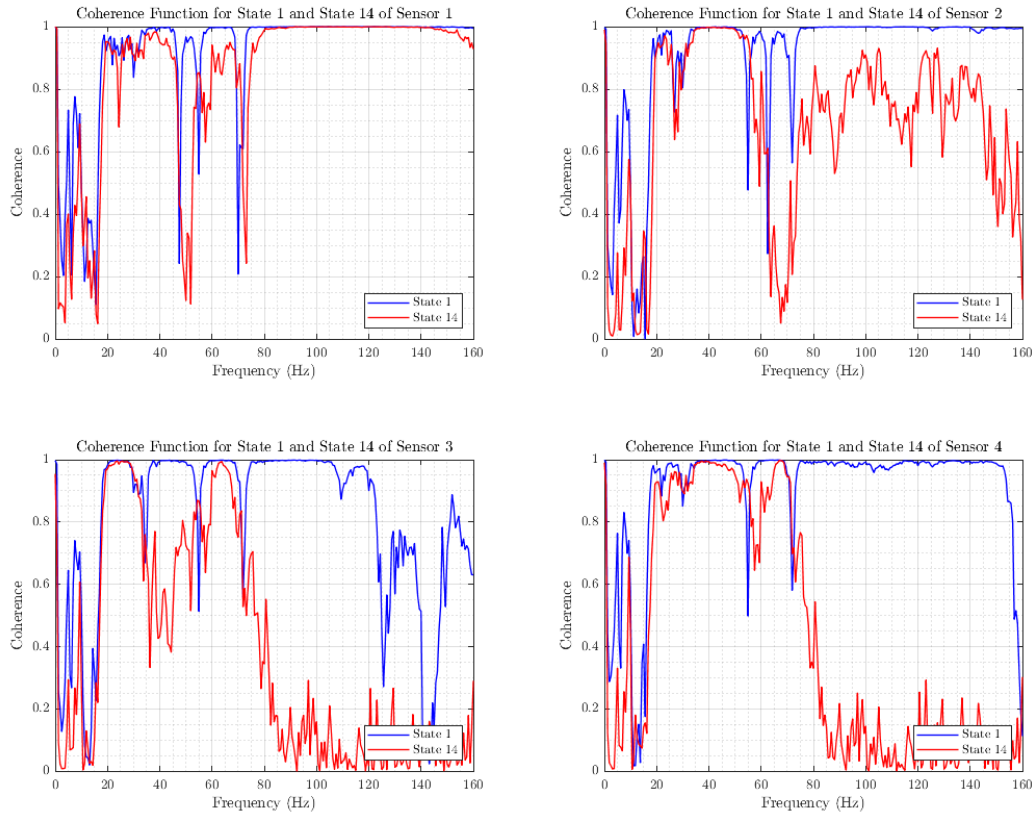 Coherence Function for State 1 and State 14 of Sensor 1
1
0.8
0.6
0.4
0.2
0
Coherence
0 20 40 60 80 100 120 140 160
Frequency (Hz)
State 1
State 14
Coherence Function for State 1 and State 14 of Sensor 2
1
0.8
0.6
0.4
0.2
0
Coherence
0 20 40 60 80 100 120 140 160
Frequency (Hz)
State 1
State 14
Coherence Function for State 1 and State 14 of Sensor 3
1
0.8
0.6
0.4
0.2
0
Coherence
0 20 40 60 80 100 120 140 160
Frequency (Hz)
State 1
State 14
Coherence Function for State 1 and State 14 of Sensor 4
1
0.8
0.6
0.4
0.2
0
Coherence
0 20 40 60 80 100 120 140 160
Frequency (Hz)
State 1
State 14